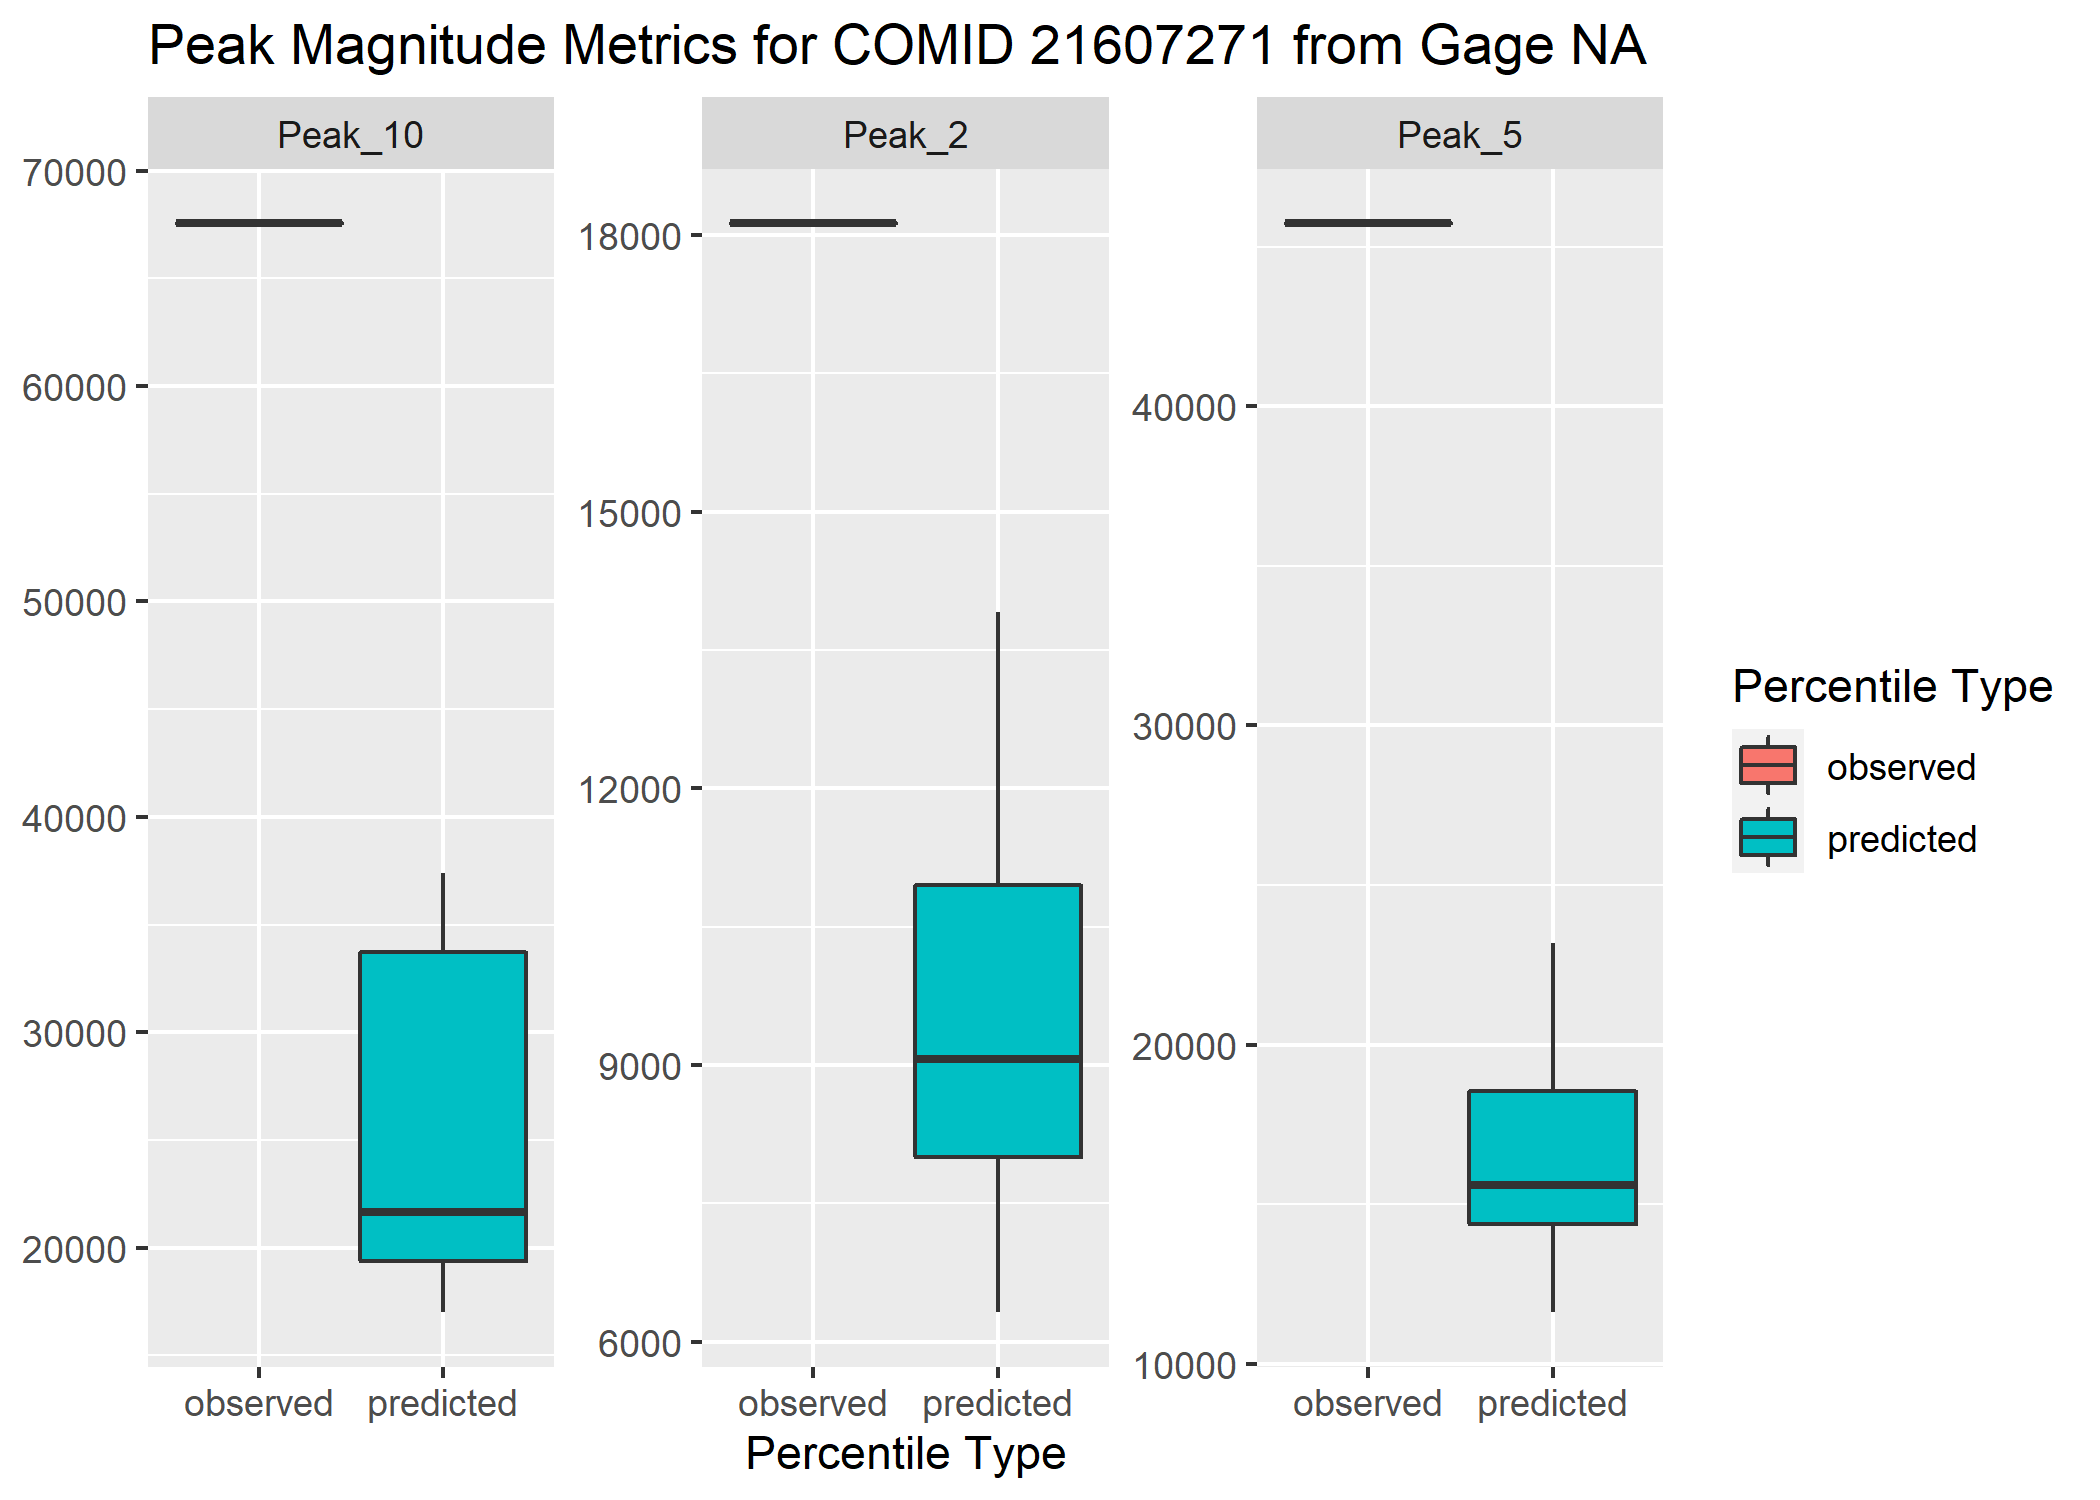 Peak Magnitude Metrics for COMID 21607271 from Gage NA
Peak_10
70000
60000
50000
40000
30000
20000
observed predicted
Peak_2
18000
15000
12000
9000
6000
observed predicted
Peak_5
40000
30000
20000
10000
observed predicted
Percentile Type
Percentile Type
observed
predicted